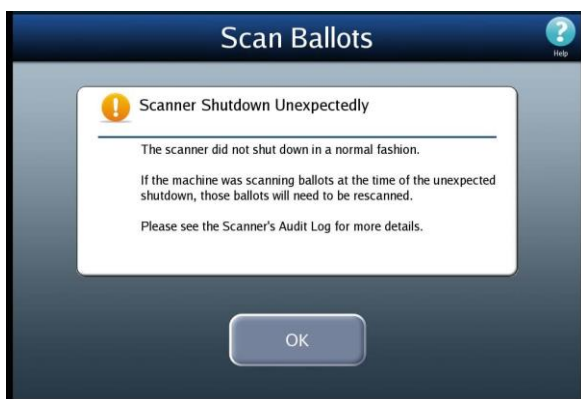 Scan Ballots
Help
Scanner Shutdown Unexpectedly
The scanner did not shut down in a normal fashion.
If the machine was scanning ballots at the time of the unexpected
shutdown, those ballots will need to be rescanned.
Please see the Scanner's Audit Log for more details.
OK